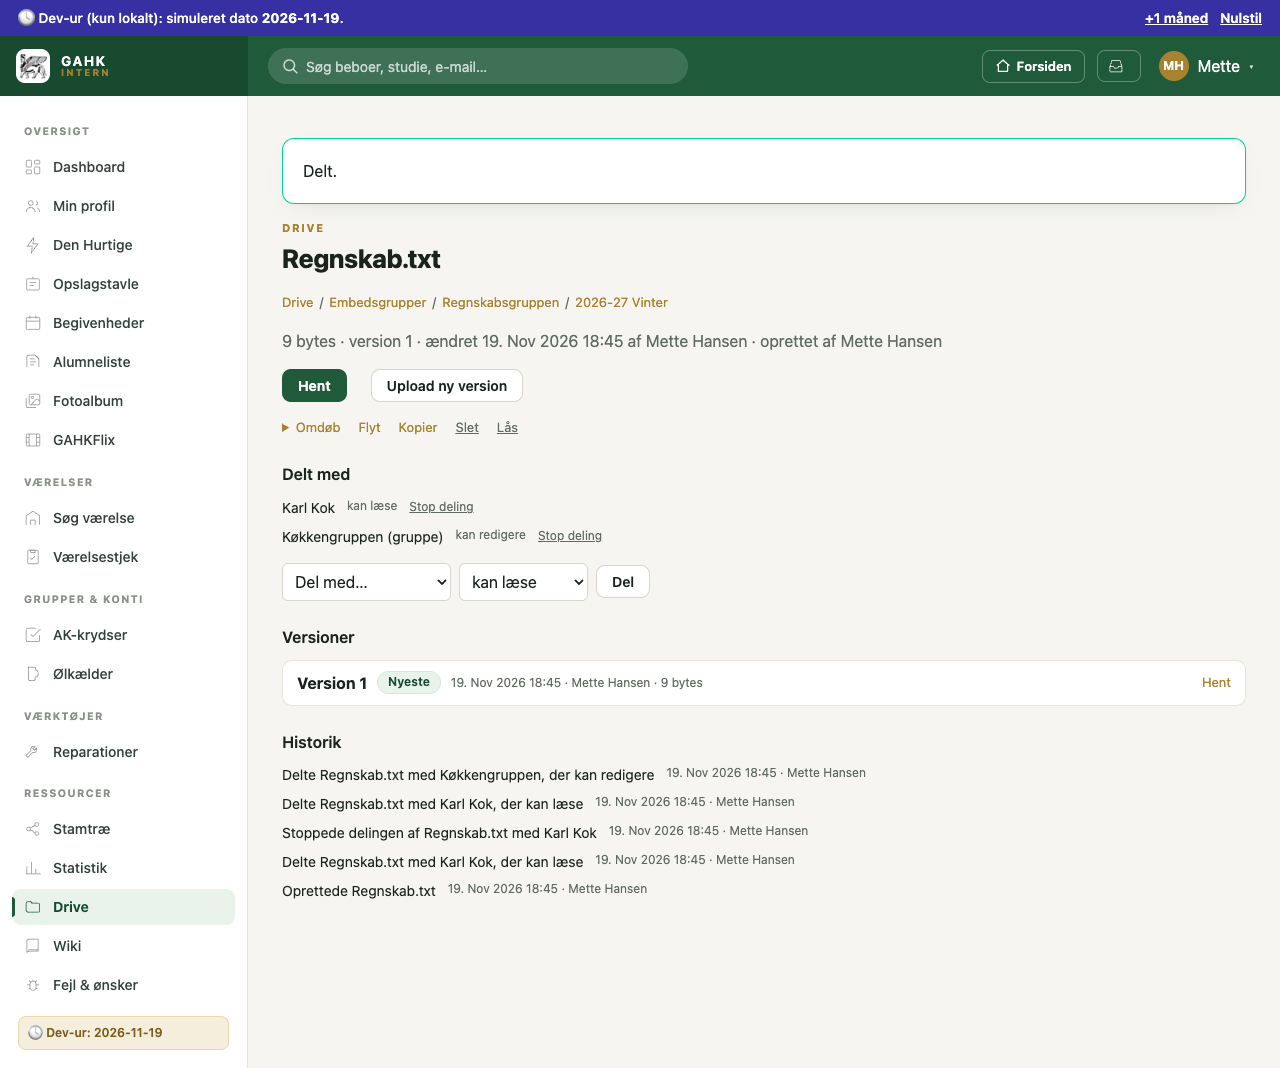 Dev-ur (kun lokalt): simuleret dato 2026-11-19.
+1 måned Nulstil
GAHK
INTERN
Søg beboer, studie, e-mail...
Forsiden
MH Mette
OVERSIGT
Dashboard
Min profil
Den Hurtige
Opslagstavle
Begivenheder
Alumneliste
Fotoalbum
GAHKFlix
VÆRELSER
Søg værelse
Værelsestjek
GRUPPER & KONTI
AK-krydser
Ølkælder
VÆRKTØJER
Reparationer
RESSOURCER
Stamtræ
Statistik
Drive
Wiki
Fejl & ønsker
Dev-ur: 2026-11-19
Delt.
DRIVE
Regnskab.txt
Drive / Embedsgrupper / Regnskabsgruppen / 2026-27 Vinter
9 bytes · version 1 · ændret 19. Nov 2026 18:45 af Mette Hansen · oprettet af Mette Hansen
Hent Upload ny version
Omdøb Flyt Kopier Slet Lås
Delt med
Karl Kok kan læse Stop deling
Køkkengruppen (gruppe) kan redigere Stop deling
Del med... kan læse Del
Versioner
Version 1 Nyeste 19. Nov 2026 18:45 · Mette Hansen · 9 bytes Hent
Historik
Delte Regnskab.txt med Køkkengruppen, der kan redigere 19. Nov 2026 18:45 · Mette Hansen
Delte Regnskab.txt med Karl Kok, der kan læse 19. Nov 2026 18:45 · Mette Hansen
Stoppede delingen af Regnskab.txt med Karl Kok 19. Nov 2026 18:45 · Mette Hansen
Delte Regnskab.txt med Karl Kok, der kan læse 19. Nov 2026 18:45 · Mette Hansen
Oprettede Regnskab.txt 19. Nov 2026 18:45 · Mette Hansen